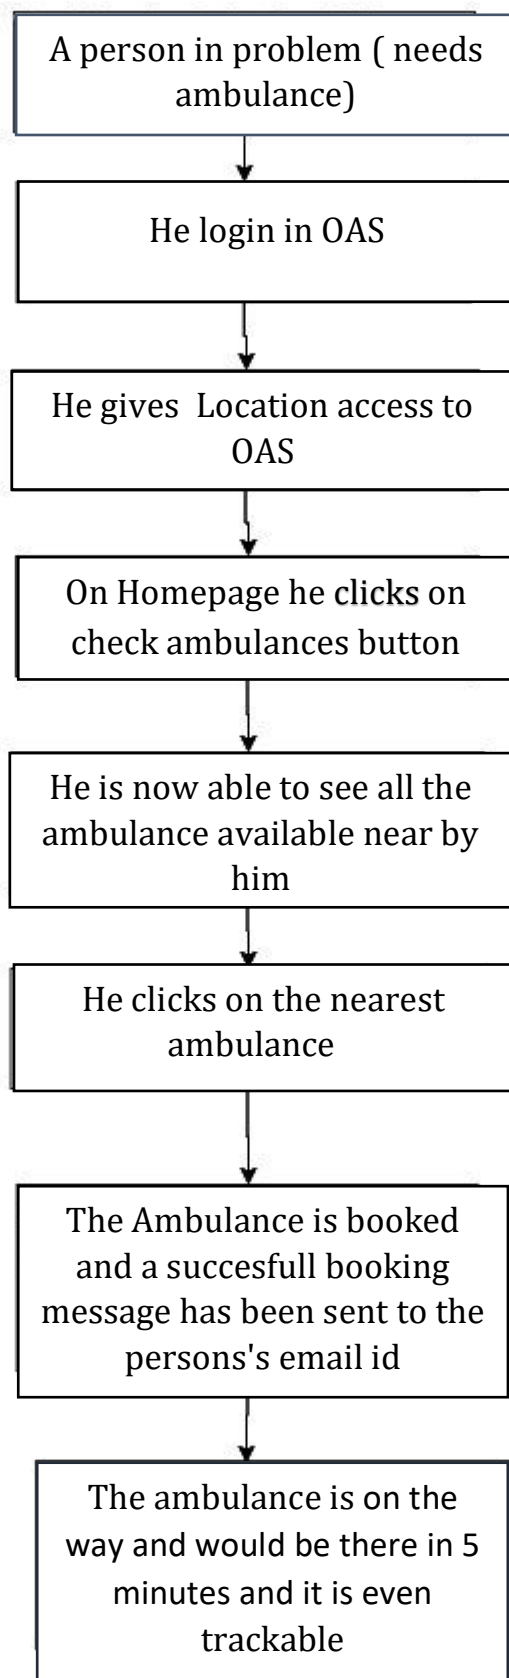 A person in problem ( needs
ambulance)
He login in OAS
He gives  Location access to
OAS
On Homepage he clicks on
check ambulances button
He is now able to see all the
ambulance available near by
him
He clicks on the nearest
ambulance
The Ambulance is booked
and a succesfull booking
message has been sent to the
persons's email id
The ambulance is on the
way and would be there in 5
minutes and it is even
trackable